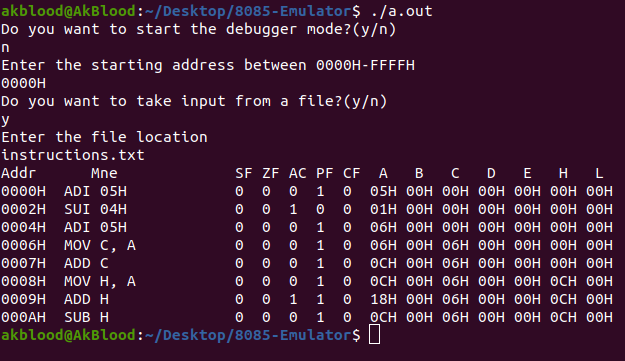 akblood@AkBlood:~/Desktop/8085-Emulator$ ./a.out
Do you want to start the debugger mode?(y/n)
n
Enter the starting address between 0000H-FFFFH
0000H
Do you want to take input from a file?(y/n)
y
Enter the file location
instructions.txt
Addr Mne SF ZF AC PF CF A B C D E H L
0000H ADI 05H 0 0 0 1 0 05H 00H 00H 00H 00H 00H 00H
0002H SUI 04H 0 0 1 0 0 01H 00H 00H 00H 00H 00H 00H
0004H ADI 05H 0 0 0 1 0 06H 00H 00H 00H 00H 00H 00H
0006H MOV C, A 0 0 0 1 0 06H 00H 06H 00H 00H 00H 00H
0007H ADD C 0 0 0 1 0 0CH 00H 06H 00H 00H 00H 00H
0008H MOV H, A 0 0 0 1 0 0CH 00H 06H 00H 00H 0CH 00H
0009H ADD H 0 0 1 1 0 18H 00H 06H 00H 00H 0CH 00H
000AH SUB H 0 0 0 1 0 0CH 00H 06H 00H 00H 0CH 00H
akblood@AkBlood:~/Desktop/8085-Emulator$